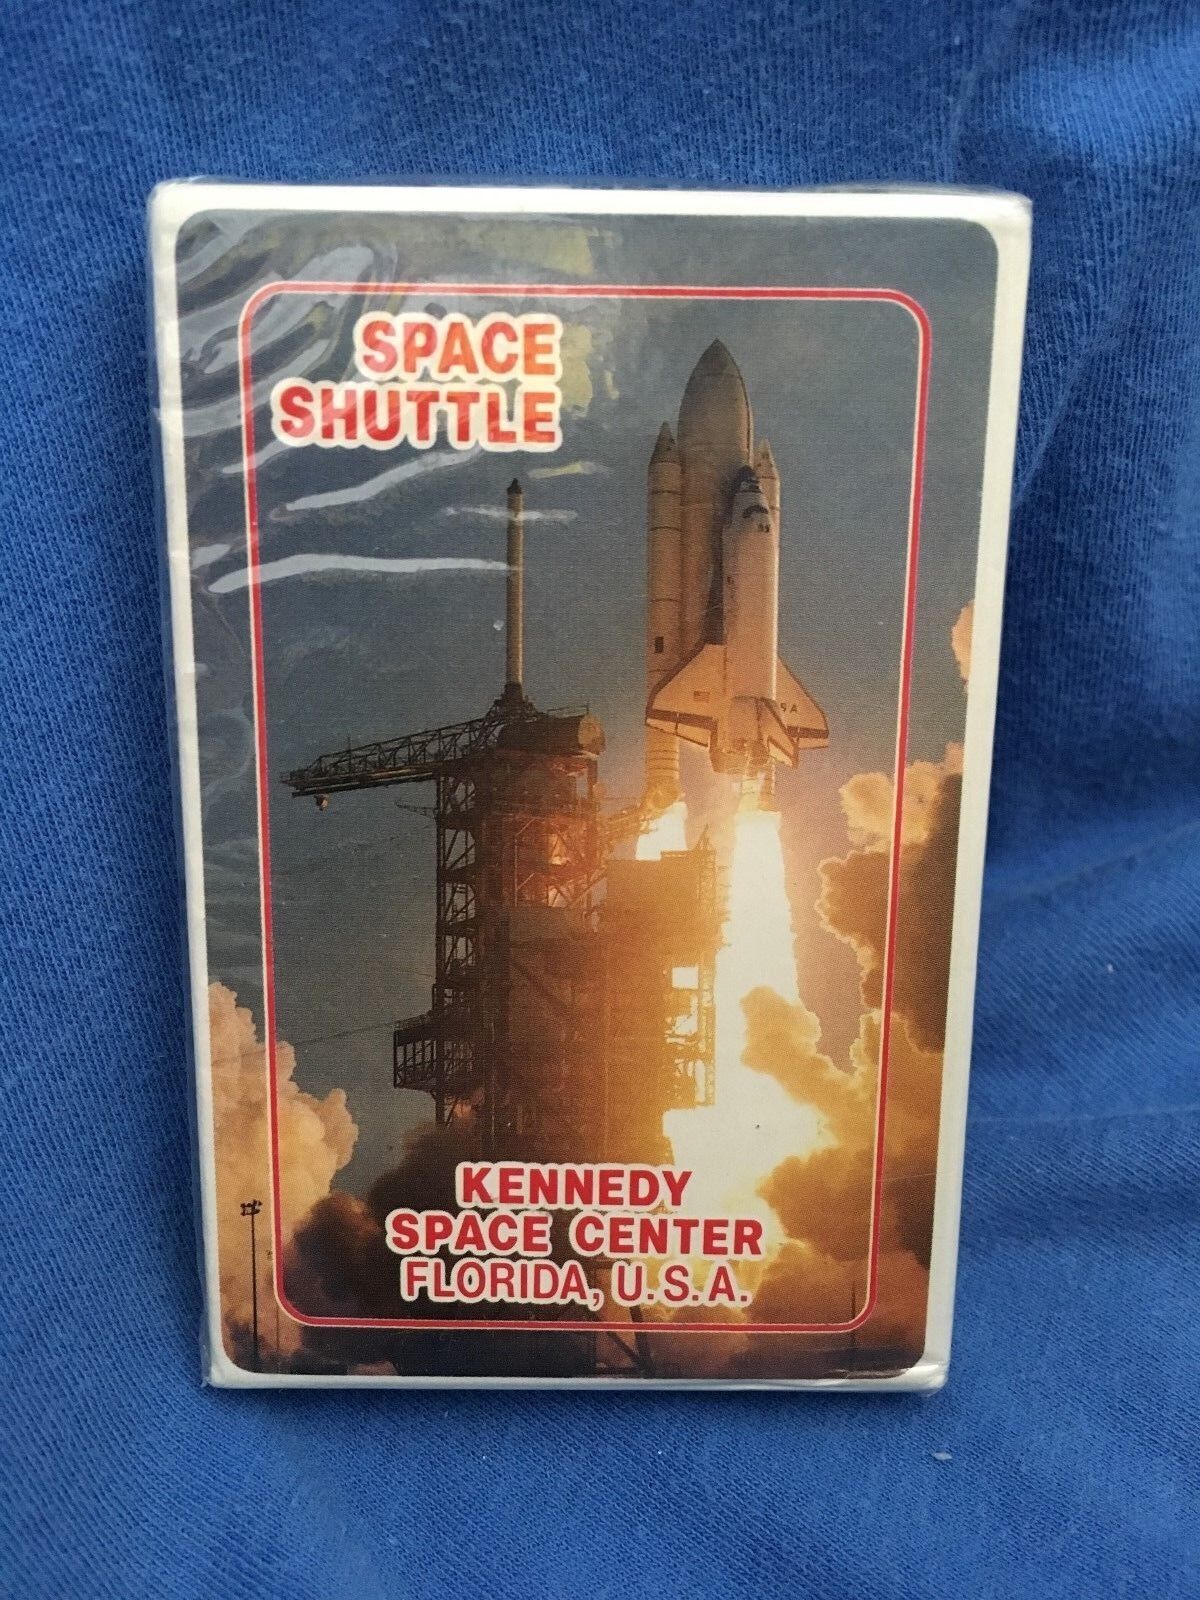 SPACE
SHUTTLE
KENNEDY
SPACE CENTER
FLORIDA, U.S.A.